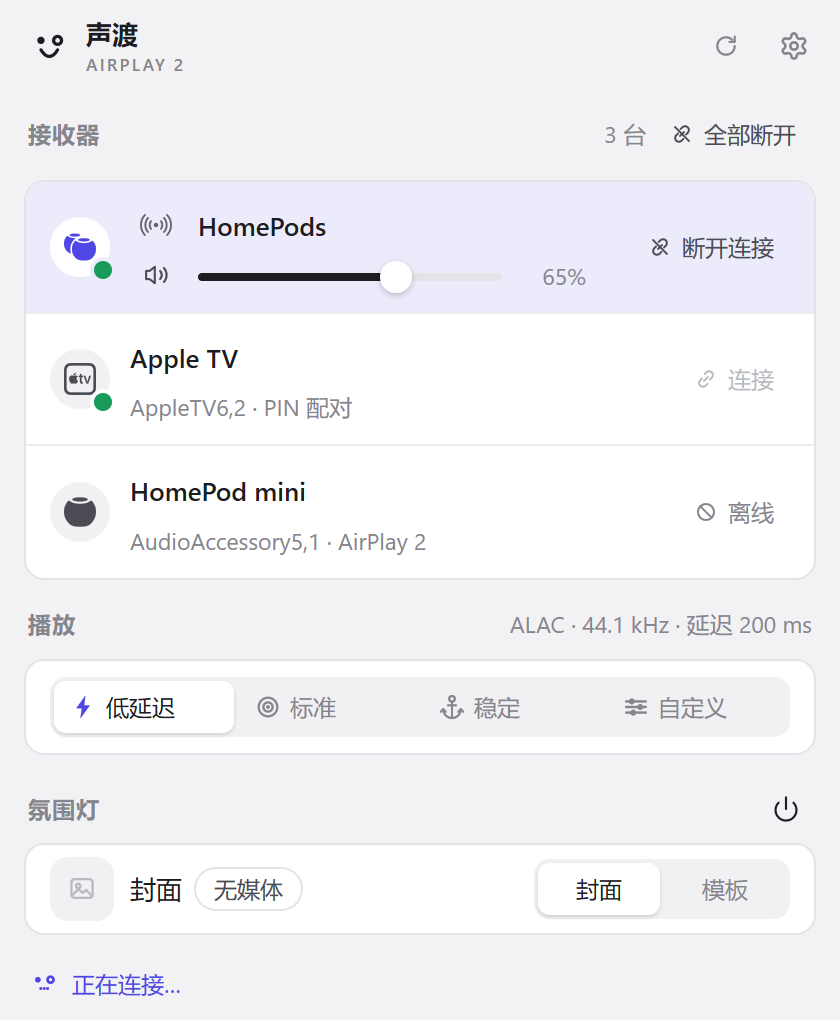 声渡
AIRPLAY 2
接收器
3 台 全部断开
HomePods
断开连接
65%
Apple TV
AppleTV6,2 · PIN 配对
连接
HomePod mini
AudioAccessory5,1 · AirPlay 2
离线
播放
ALAC · 44.1 kHz · 延迟 200 ms
低延迟 标准 稳定 自定义
氛围灯
封面 无媒体 封面 模板
正在连接...